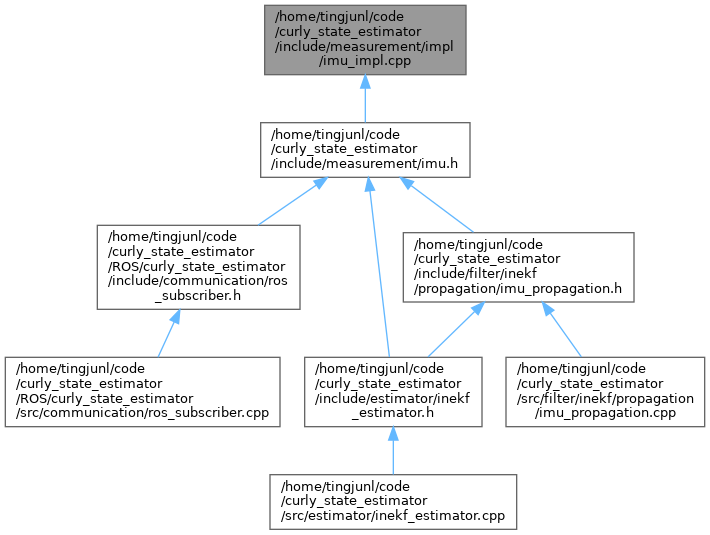 /home/tingjunl/code
/curly_state_estimator
/include/measurement/impl
/imu_impl.cpp
/home/tingjunl/code
/curly_state_estimator
/include/measurement/imu.h
/home/tingjunl/code
/curly_state_estimator
/ROS/curly_state_estimator
/include/communication/ros
_subscriber.h
/home/tingjunl/code
/curly_state_estimator
/include/filter/inekf
/propagation/imu_propagation.h
/home/tingjunl/code
/curly_state_estimator
/ROS/curly_state_estimator
/src/communication/ros_subscriber.cpp
/home/tingjunl/code
/curly_state_estimator
/include/estimator/inekf
_estimator.h
/home/tingjunl/code
/curly_state_estimator
/src/filter/inekf/propagation
/imu_propagation.cpp
/home/tingjunl/code
/curly_state_estimator
/src/estimator/inekf_estimator.cpp